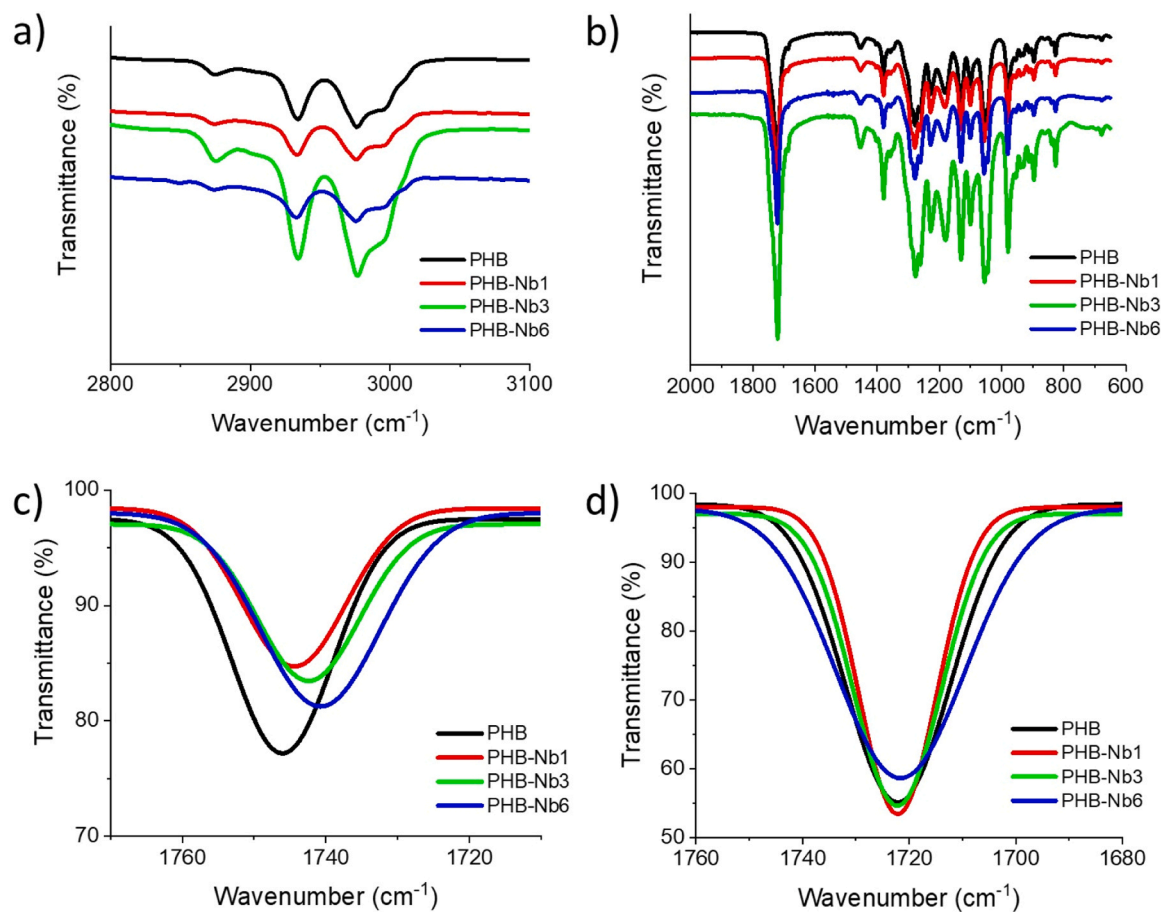 a)
Transmittance (%)
PHB
PHB-Nb1
PHB-Nb3
PHB-Nb6
2800 2900 3000 3100
Wavenumber (cm-1)
b)
Transmittance (%)
PHB
PHB-Nb1
PHB-Nb3
PHB-Nb6
2000 1800 1600 1400 1200 1000 800 600
Wavenumber (cm-1)
c)
Transmittance (%)
100
90
80
70
PHB
PHB-Nb1
PHB-Nb3
PHB-Nb6
1760 1740 1720
Wavenumber (cm-1)
d)
Transmittance (%)
100
90
80
70
60
50
PHB
PHB-Nb1
PHB-Nb3
PHB-Nb6
1760 1740 1720 1700 1680
Wavenumber (cm-1)